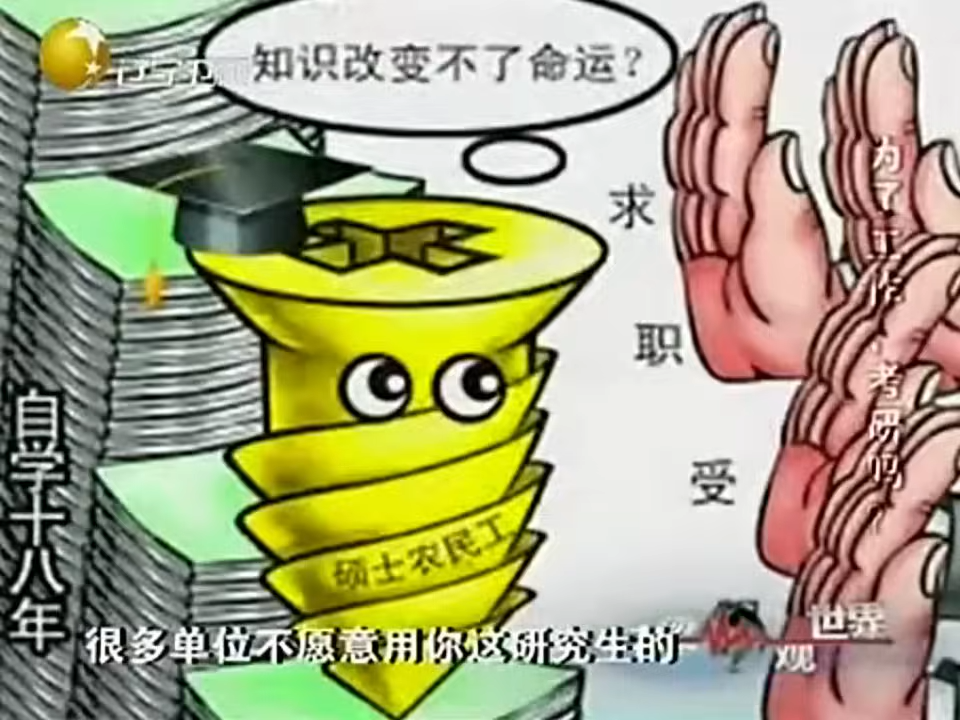 知识改变不了命运？
求
职
受
为了工作，考研吗？
自学十八年
硕士农民工
很多单位不愿意用你这研究生的
世界
观